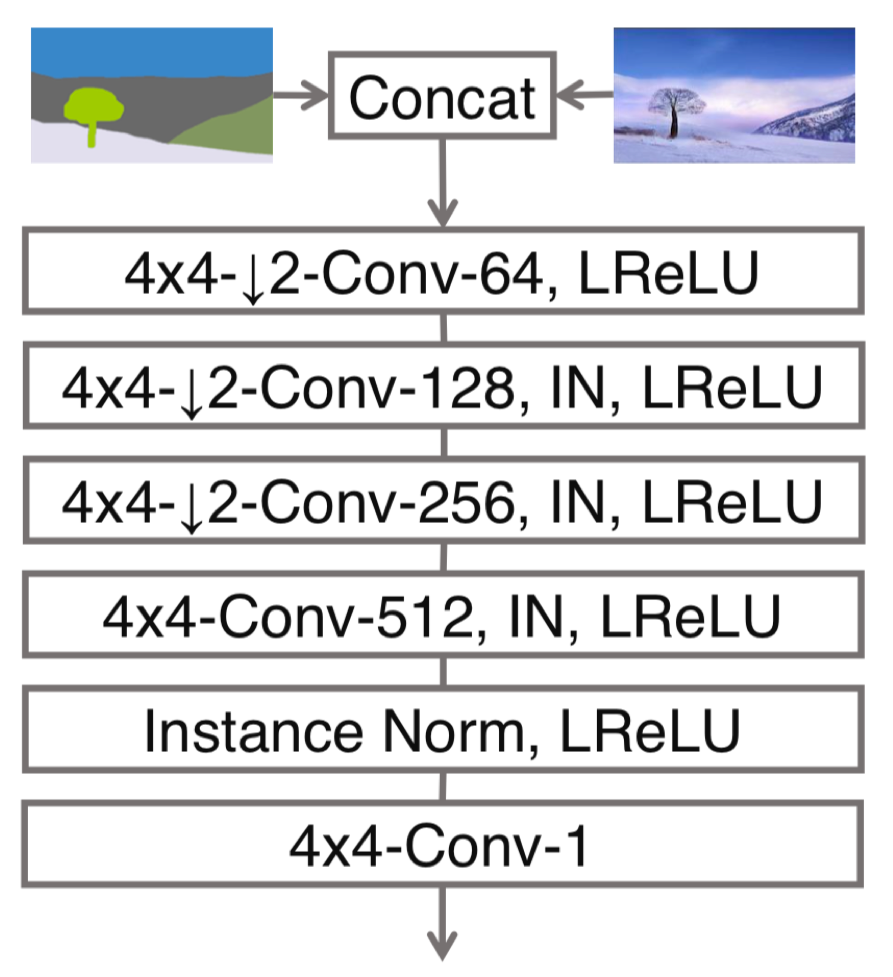 Concat
4x4-↓2-Conv-64, LReLU
4x4-↓2-Conv-128, IN, LReLU
4x4-↓2-Conv-256, IN, LReLU
4x4-Conv-512, IN, LReLU
Instance Norm, LReLU
4x4-Conv-1